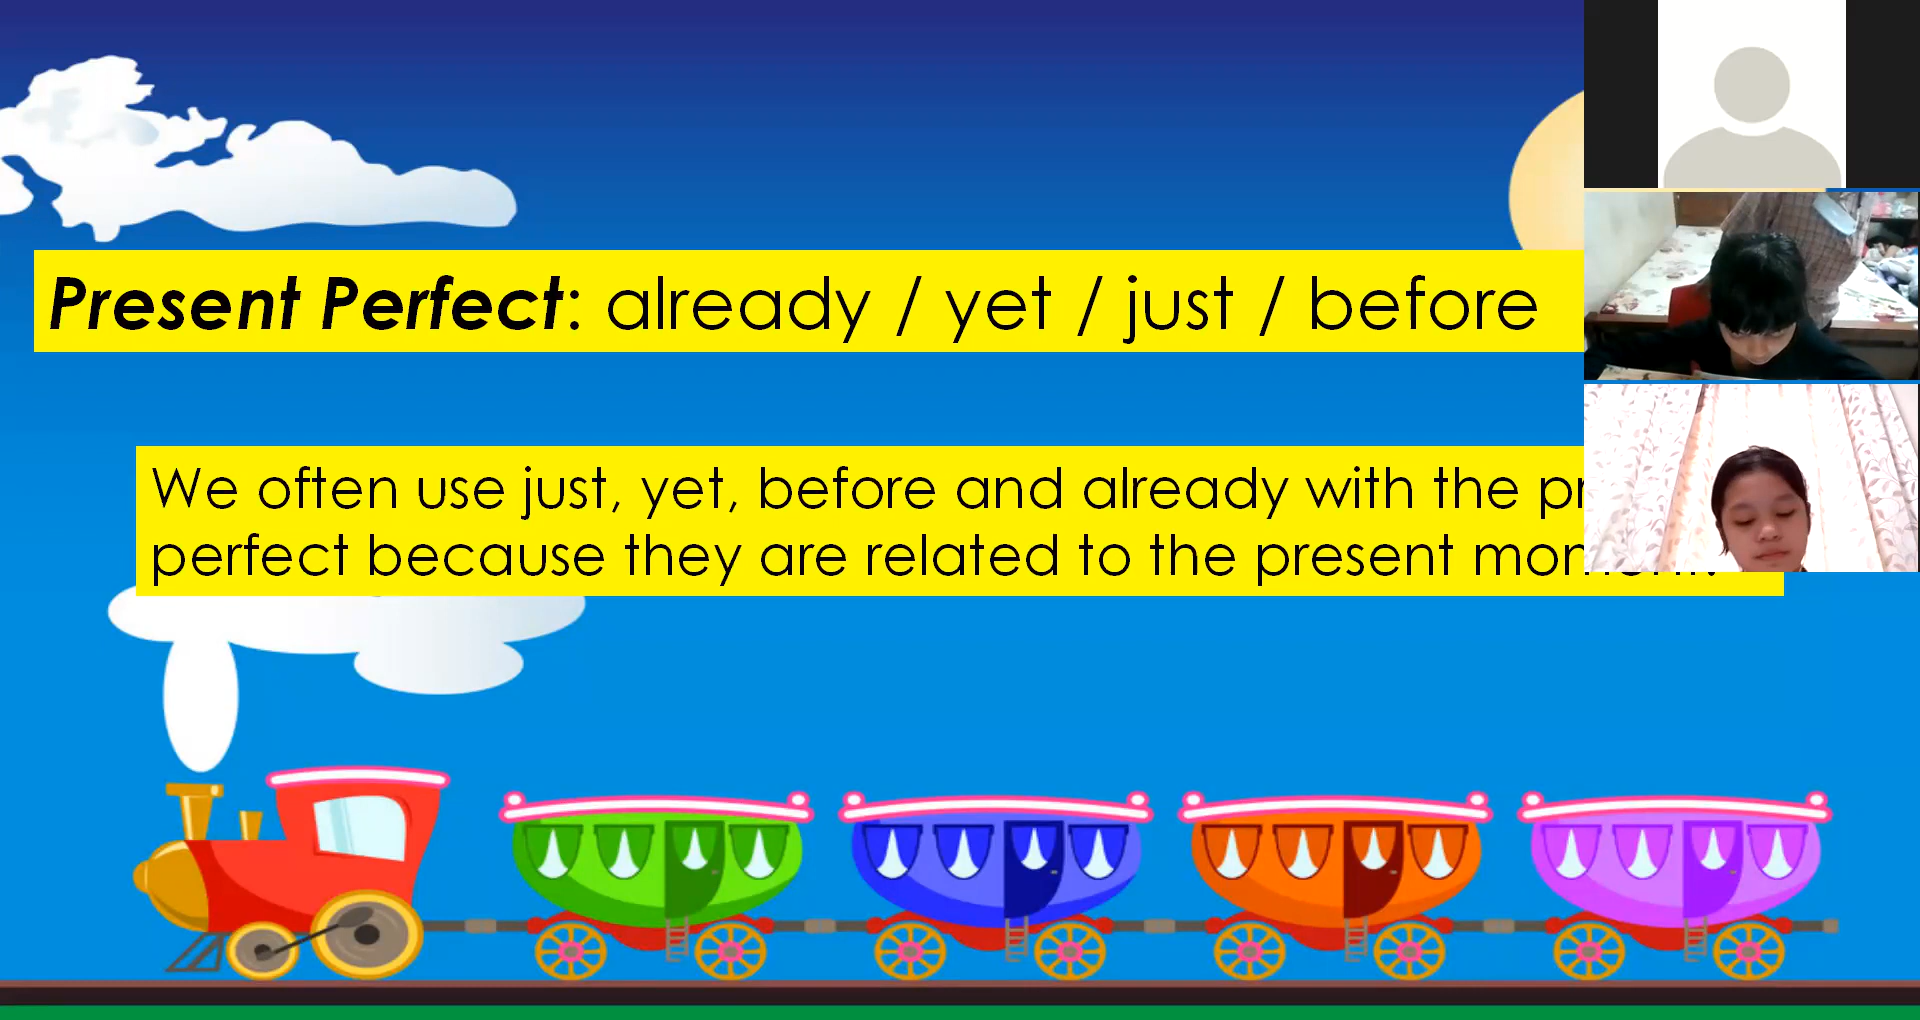 Present Perfect: already / yet / just / before
We often use just, yet, before and already with the
perfect because they are related to the present